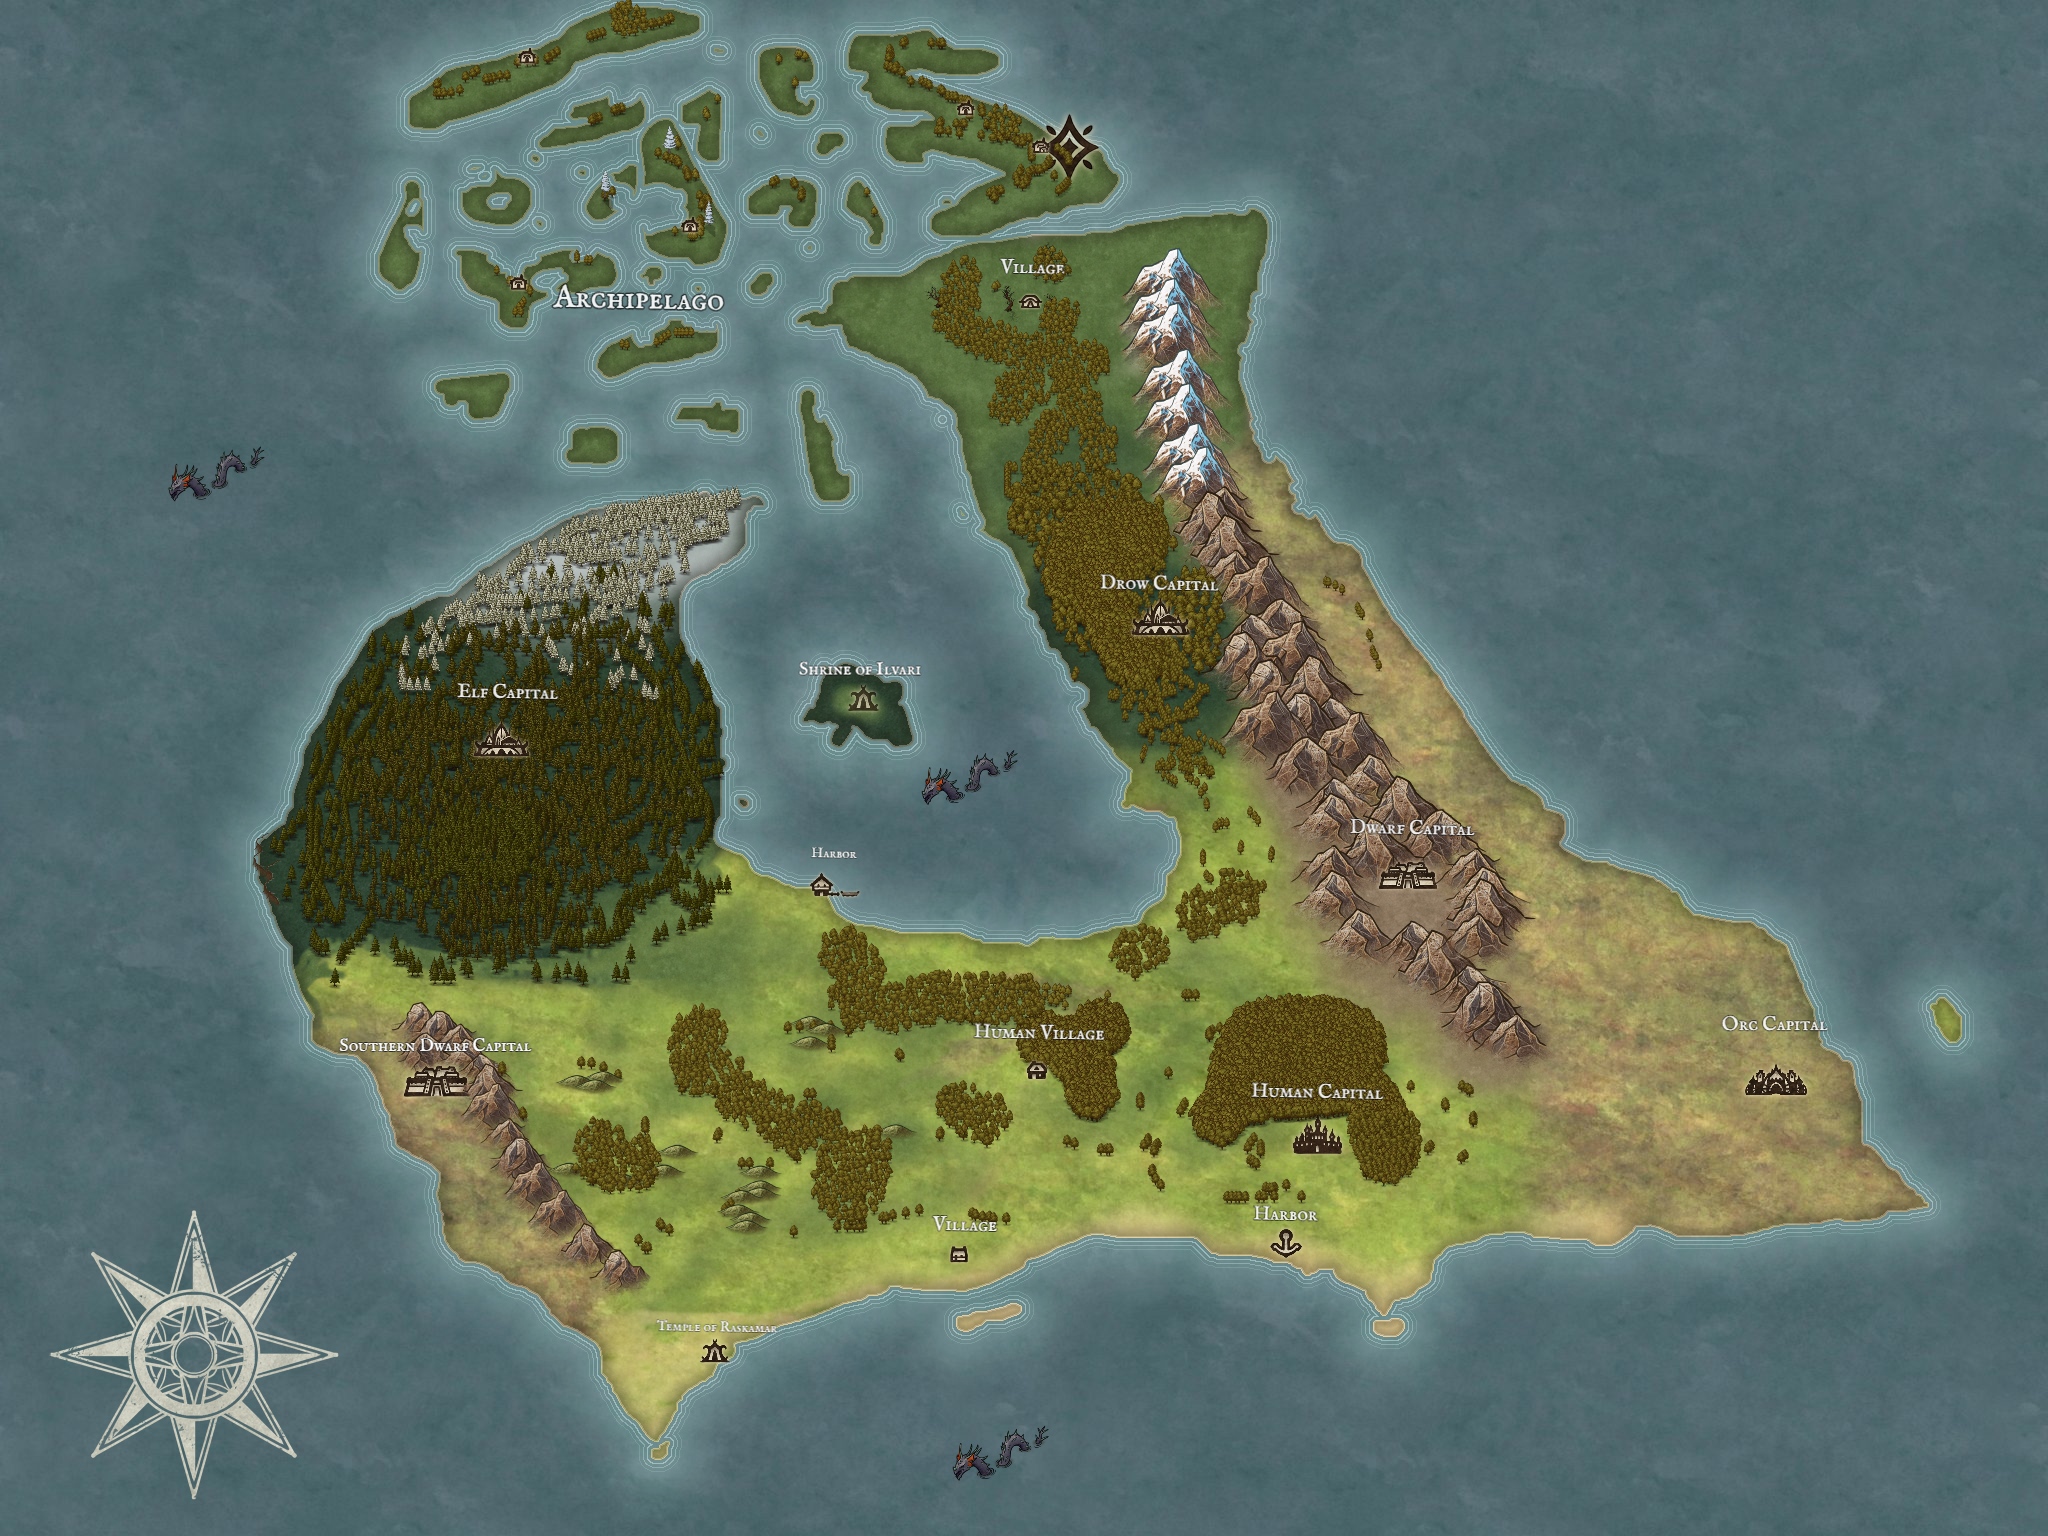 Village
Archipelago
Drow Capital
Shrine of Ilvari
Elf Capital
Dwarf Capital
Harbor
Orc Capital
Human Village
Southern Dwarf Capital
Human Capital
Harbor
Village
Temple of Raskamar